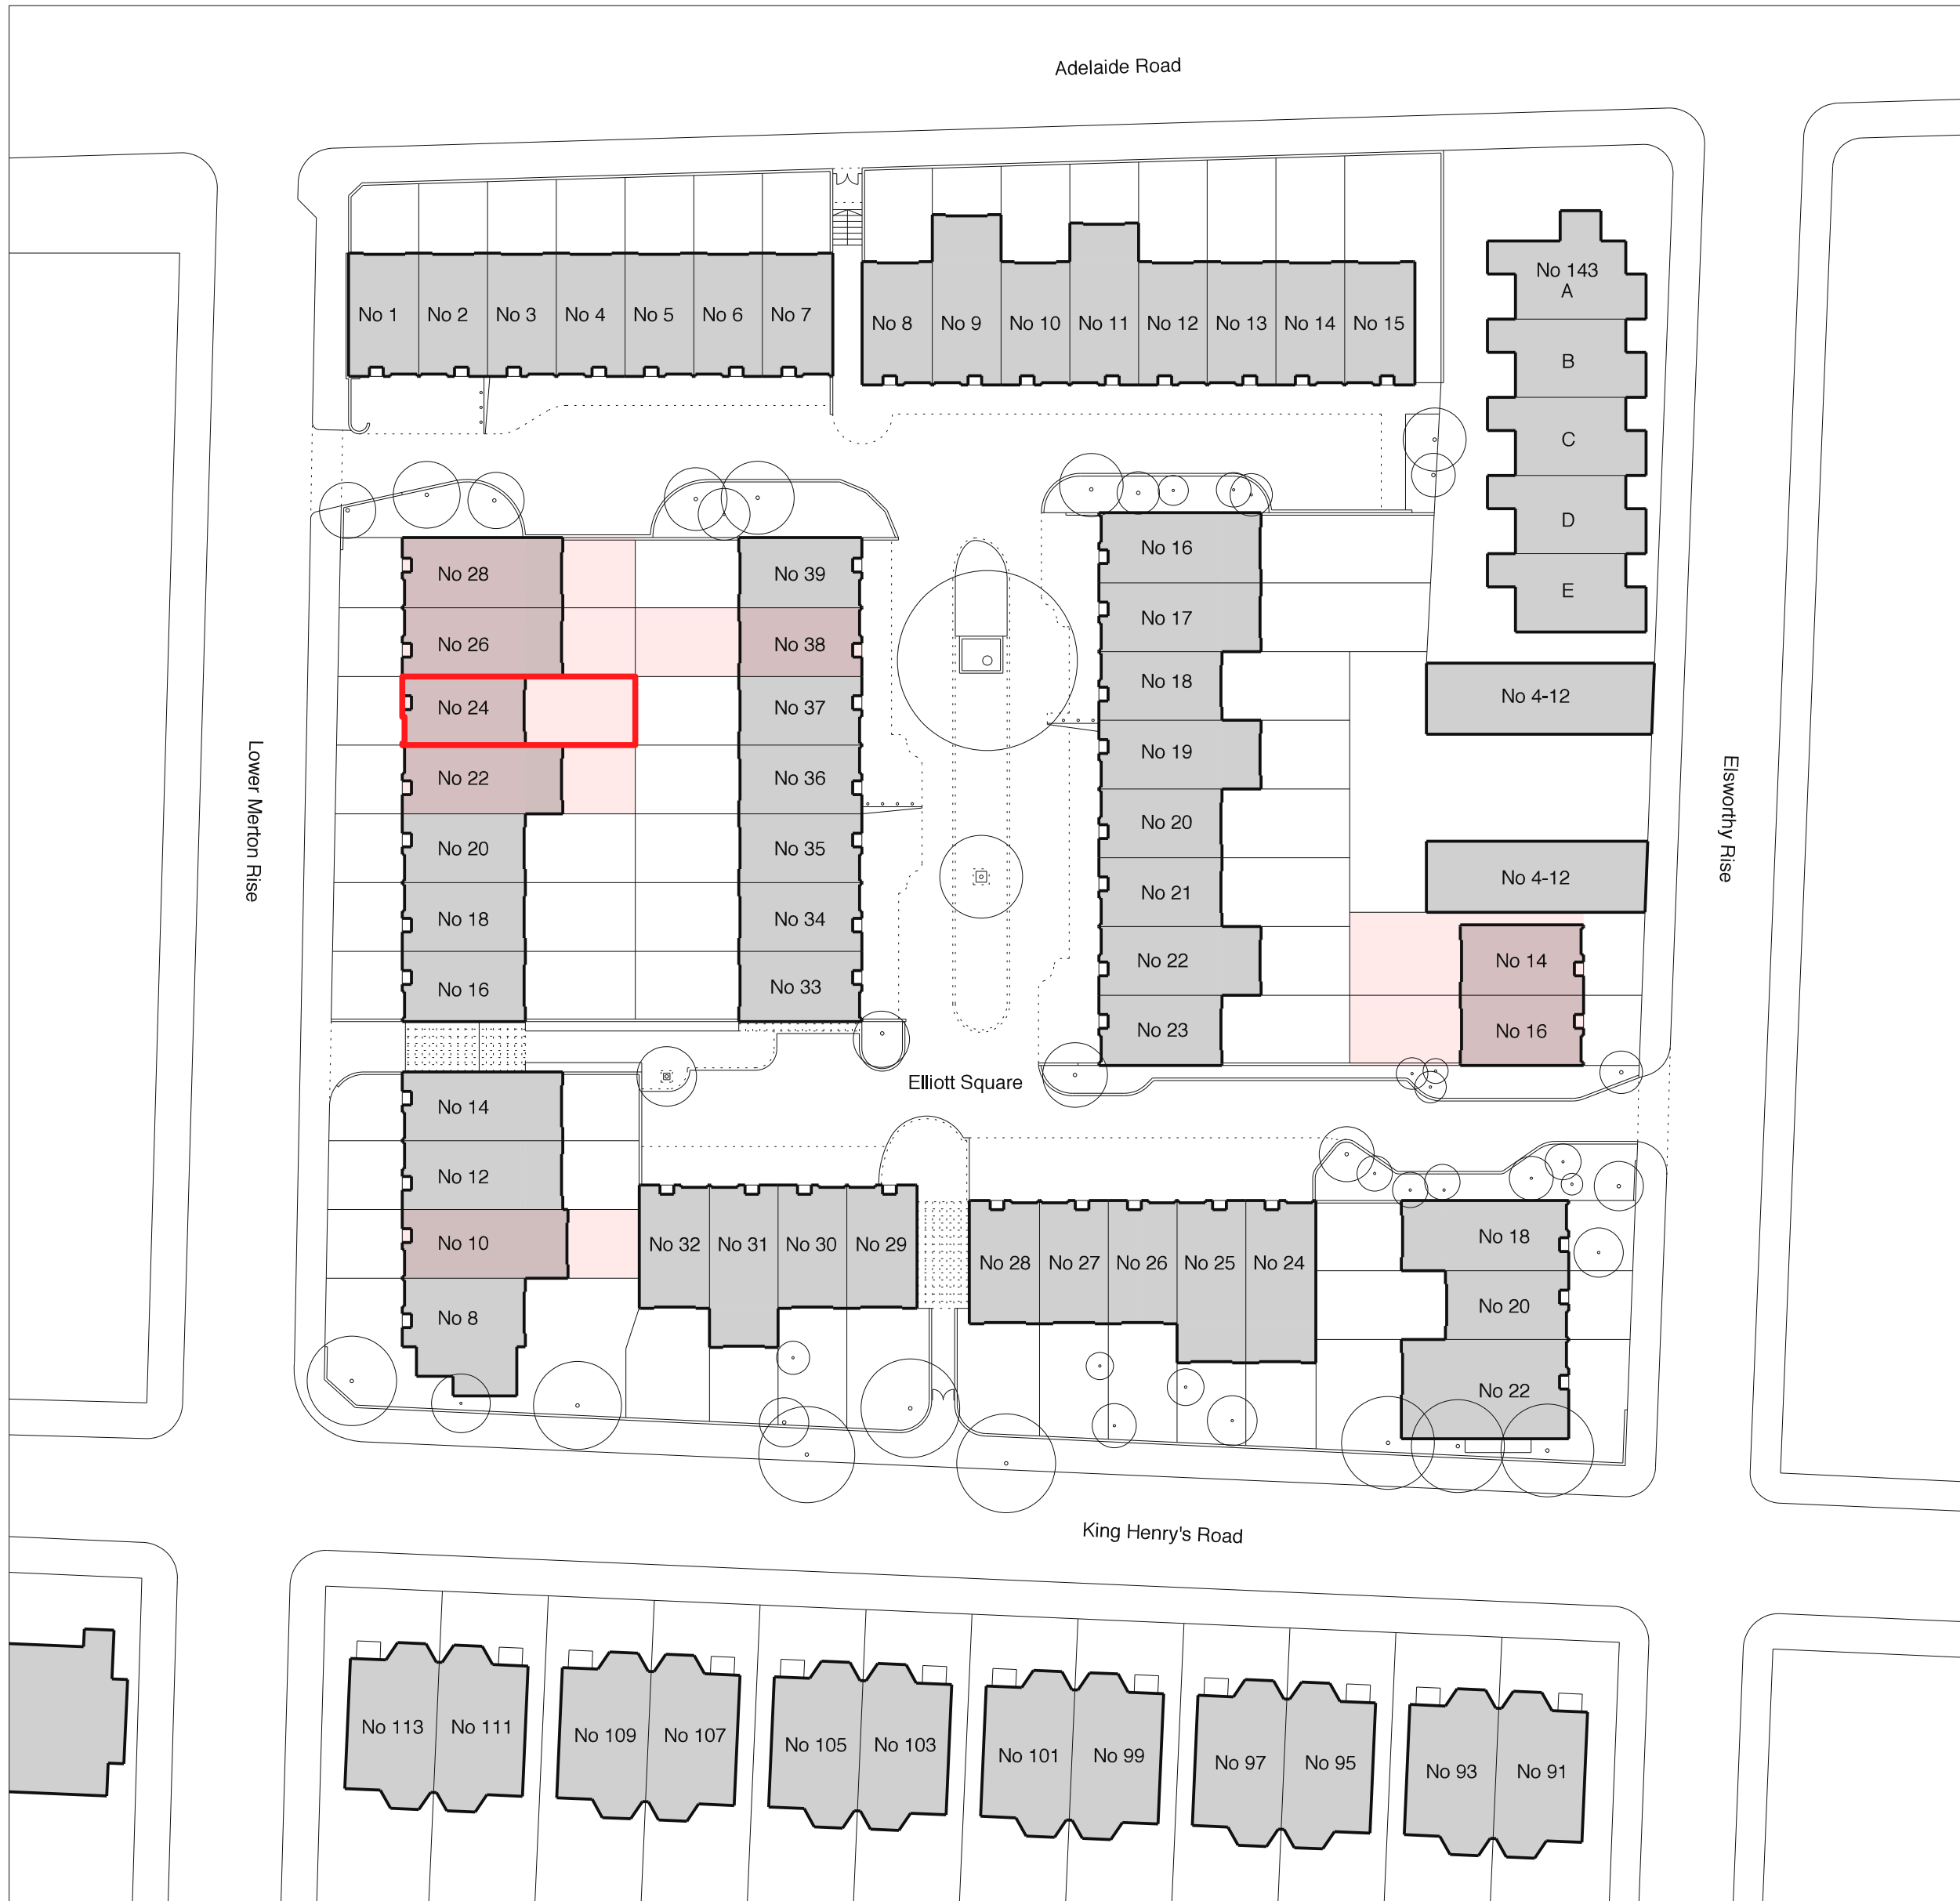 Adelaide Road
No 1
No 2
No 3
No 4
No 5
No 6
No 7
No 8
No 9
No 10
No 11
No 12
No 13
No 14
No 15
No 143
A
B
C
D
E
No 28
No 26
No 24
No 22
No 20
No 18
No 16
No 39
No 38
No 37
No 36
No 35
No 34
No 33
No 16
No 17
No 18
No 19
No 20
No 21
No 22
No 23
No 4-12
No 4-12
No 14
No 16
Lower Merton Rise
Elsworthy Rise
Elliott Square
No 14
No 12
No 10
No 8
No 32
No 31
No 30
No 29
No 28
No 27
No 26
No 25
No 24
No 18
No 20
No 22
King Henry's Road
No 113
No 111
No 109
No 107
No 105
No 103
No 101
No 99
No 97
No 95
No 93
No 91